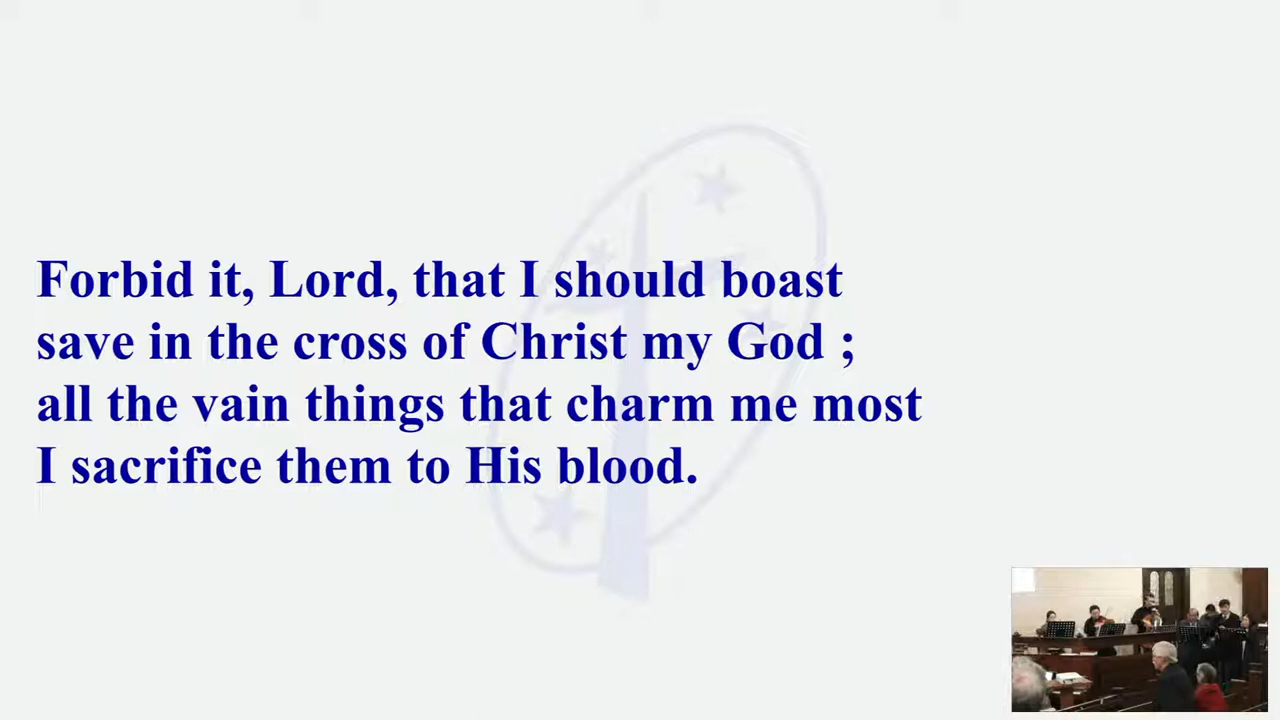 Forbid it, Lord, that I should boast
save in the cross of Christ my God ;
all the vain things that charm me most
I sacrifice them to His blood.